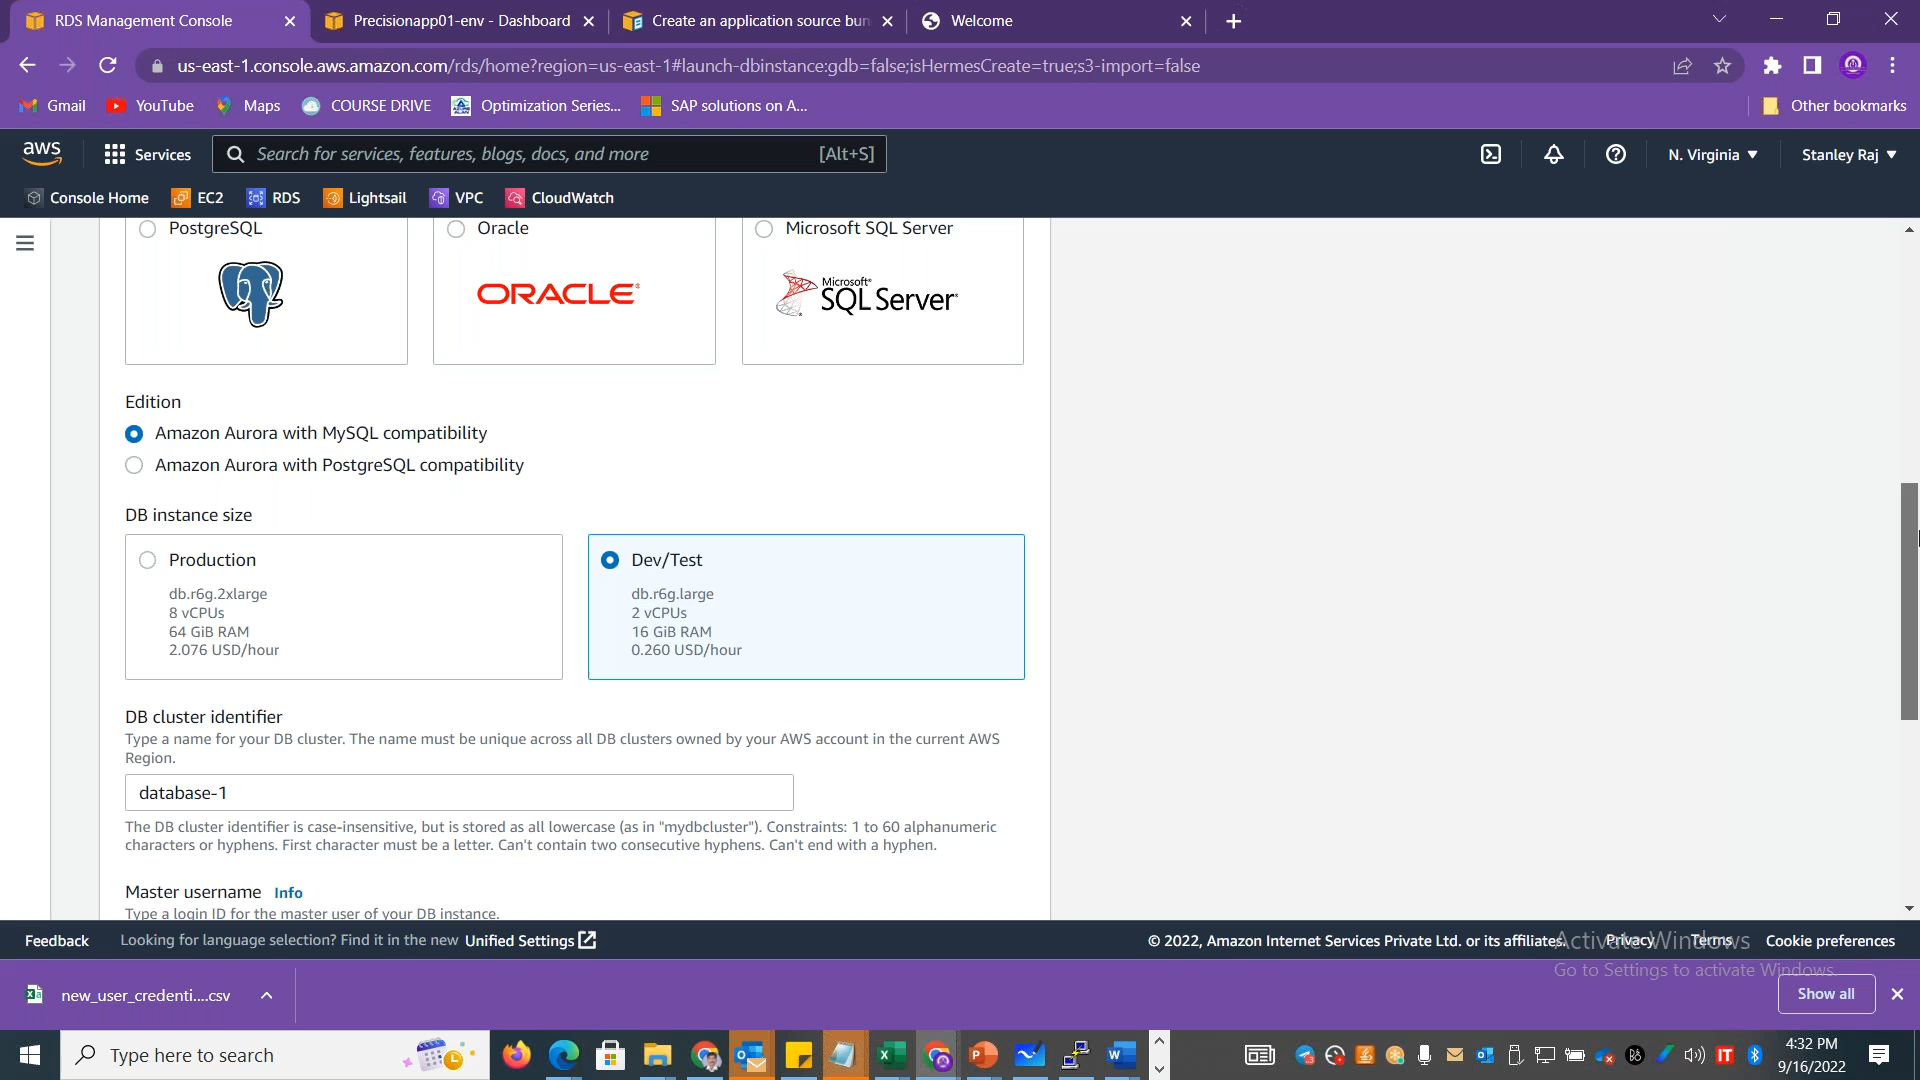 RDS Management Console
Precisionapp01-env - Dashboard
Create an application source bun
Welcome
us-east-1.console.aws.amazon.com/rds/home?region=us-east-1#launch-dbinstance:gdb=false;isHermesCreate=true;s3-import=false
Gmail
YouTube
Maps
COURSE DRIVE
Optimization Series...
SAP solutions on A...
Other bookmarks
aws
Services
Search for services, features, blogs, docs, and more
[Alt+S]
N. Virginia
Stanley Raj
Console Home
EC2
RDS
Lightsail
VPC
CloudWatch
PostgreSQL
Oracle
Microsoft SQL Server
ORACLE
Microsoft
SQL Server
Edition
Amazon Aurora with MySQL compatibility
Amazon Aurora with PostgreSQL compatibility
DB instance size
Production
db.r6g.2xlarge
8 vCPUs
64 GiB RAM
2.076 USD/hour
Dev/Test
db.r6g.large
2 vCPUs
16 GiB RAM
0.260 USD/hour
DB cluster identifier
Type a name for your DB cluster. The name must be unique across all DB clusters owned by your AWS account in the current AWS
Region.
database-1
The DB cluster identifier is case-insensitive, but is stored as all lowercase (as in "mydbcluster"). Constraints: 1 to 60 alphanumeric
characters or hyphens. First character must be a letter. Can't contain two consecutive hyphens. Can't end with a hyphen.
Master username Info
Type a login ID for the master user of your DB instance.
Feedback
Looking for language selection? Find it in the new Unified Settings
© 2022, Amazon Internet Services Private Ltd. or its affiliates.
Privacy
Terms
Cookie preferences
Activate Windows
Go to Settings to activate Windows.
new_user_credenti....csv
Show all
Type here to search
4:32 PM
9/16/2022